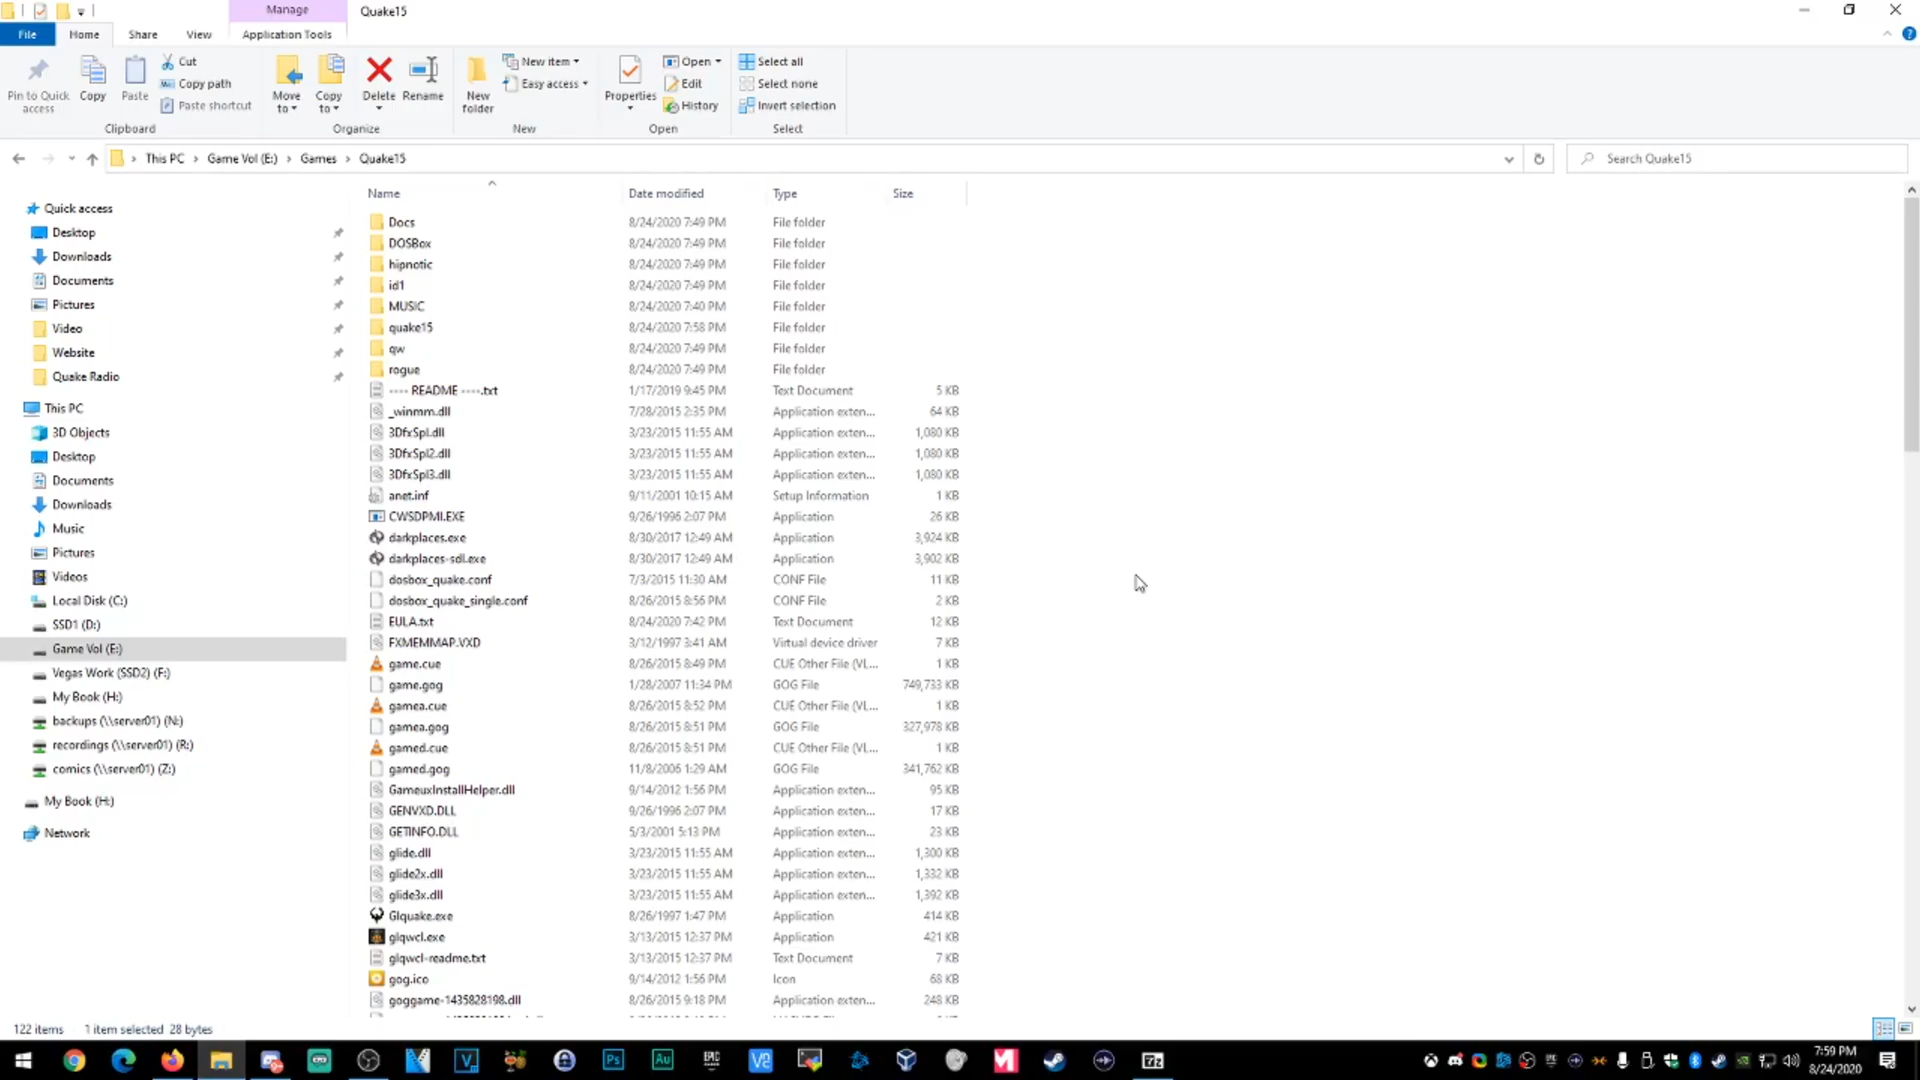 Manage
Quake15
File
Home
Share
View
Application Tools
Pin to Quick access
Copy
Paste
Cut
Copy path
Paste shortcut
Clipboard
Move to
Copy to
Delete
Rename
Organize
New folder
New item
Easy access
New
Properties
Open
Edit
History
Open
Select all
Select none
Invert selection
Select
This PC > Game Vol (E:) > Games > Quake15
Search Quake15
Quick access
Desktop
Downloads
Documents
Pictures
Video
Website
Quake Radio
This PC
3D Objects
Desktop
Documents
Downloads
Music
Pictures
Videos
Local Disk (C:)
SSD1 (D:)
Game Vol (E:)
Vegas Work (SSD2) (F:)
My Book (H:)
backups (\\server01) (N:)
recordings (\\server01) (R:)
comics (\\server01) (Z:)
My Book (H:)
Network
Name Date modified Type Size
Docs 8/24/2020 7:49 PM File folder
DOSBox 8/24/2020 7:49 PM File folder
hipnotic 8/24/2020 7:49 PM File folder
id1 8/24/2020 7:49 PM File folder
MUSIC 8/24/2020 7:40 PM File folder
quake15 8/24/2020 7:58 PM File folder
qw 8/24/2020 7:49 PM File folder
rogue 8/24/2020 7:49 PM File folder
---- README ----.txt 1/17/2019 9:45 PM Text Document 5 KB
_winmm.dll 7/28/2015 2:35 PM Application exten... 64 KB
3DfxSpl.dll 3/23/2015 11:55 AM Application exten... 1,080 KB
3DfxSpl2.dll 3/23/2015 11:55 AM Application exten... 1,080 KB
3DfxSpl3.dll 3/23/2015 11:55 AM Application exten... 1,080 KB
anet.inf 9/11/2001 10:15 AM Setup Information 1 KB
CWSDPMI.EXE 9/26/1996 2:07 PM Application 26 KB
darkplaces.exe 8/30/2017 12:49 AM Application 3,924 KB
darkplaces-sdl.exe 8/30/2017 12:49 AM Application 3,902 KB
dosbox_quake.conf 7/3/2015 11:30 AM CONF File 11 KB
dosbox_quake_single.conf 8/26/2015 8:56 PM CONF File 2 KB
EULA.txt 8/24/2020 7:42 PM Text Document 12 KB
FXMEMMAP.VXD 3/12/1997 3:41 AM Virtual device driver 7 KB
game.cue 8/26/2015 8:49 PM CUE Other File (VL... 1 KB
game.gog 1/28/2007 11:34 PM GOG File 749,733 KB
gamea.cue 8/26/2015 8:52 PM CUE Other File (VL... 1 KB
gamea.gog 8/26/2015 8:51 PM GOG File 327,978 KB
gamed.cue 8/26/2015 8:51 PM CUE Other File (VL... 1 KB
gamed.gog 11/8/2006 1:29 AM GOG File 341,762 KB
GameuxInstallHelper.dll 9/14/2012 1:56 PM Application exten... 95 KB
GENVXD.DLL 9/26/1996 2:07 PM Application exten... 17 KB
GETINFO.DLL 5/3/2001 5:13 PM Application exten... 23 KB
glide.dll 3/23/2015 11:55 AM Application exten... 1,300 KB
glide2x.dll 3/23/2015 11:55 AM Application exten... 1,332 KB
glide3x.dll 3/23/2015 11:55 AM Application exten... 1,392 KB
Glquake.exe 8/26/1997 1:47 PM Application 414 KB
glqwcl.exe 3/13/2015 12:37 PM Application 421 KB
glqwcl-readme.txt 3/13/2015 12:37 PM Text Document 7 KB
gog.ico 9/14/2012 1:56 PM Icon 68 KB
goggame-1435828198.dll 8/26/2015 9:18 PM Application exten... 248 KB
122 items 1 item selected 28 bytes
Ps
Au
EPIC
7z
7:59 PM
8/24/2020